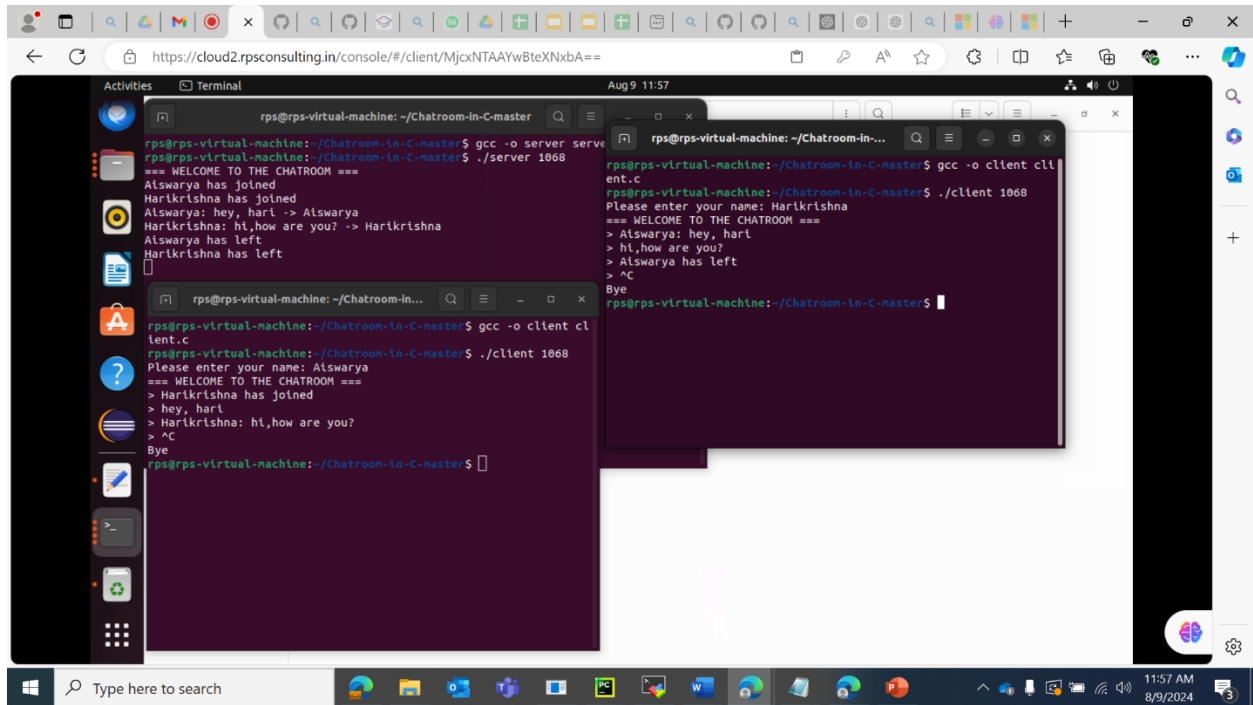 https://cloud2.rpsconsulting.in/console/#/client/MjcxNTAAYwBteXNxbA==
Activities
Terminal
Aug 9 11:57
rps@rps-virtual-machine: ~/Chatroom-in-C-master
rps@rps-virtual-machine:~/Chatroom-in-C-master$ gcc -o server serve
rps@rps-virtual-machine:~/Chatroom-in-C-master$ ./server 1068
=== WELCOME TO THE CHATROOM ===
Aiswarya has joined
Harikrishna has joined
Aiswarya: hey, hari -> Aiswarya
Harikrishna: hi,how are you? -> Harikrishna
Aiswarya has left
Harikrishna has left
rps@rps-virtual-machine: ~/Chatroom-in-...
rps@rps-virtual-machine:~/Chatroom-in-C-master$ gcc -o client cli
ent.c
rps@rps-virtual-machine:~/Chatroom-in-C-master$ ./client 1068
Please enter your name: Harikrishna
=== WELCOME TO THE CHATROOM ===
> Aiswarya: hey, hari
> hi,how are you?
> Aiswarya has left
> ^C
Bye
rps@rps-virtual-machine:~/Chatroom-in-C-master$
rps@rps-virtual-machine: ~/Chatroom-in...
rps@rps-virtual-machine:~/Chatroom-in-C-master$ gcc -o client cl
ient.c
rps@rps-virtual-machine:~/Chatroom-in-C-master$ ./client 1068
Please enter your name: Aiswarya
=== WELCOME TO THE CHATROOM ===
> Harikrishna has joined
> hey, hari
> Harikrishna: hi,how are you?
> ^C
Bye
rps@rps-virtual-machine:~/Chatroom-in-C-master$
Type here to search
11:57 AM
8/9/2024
3